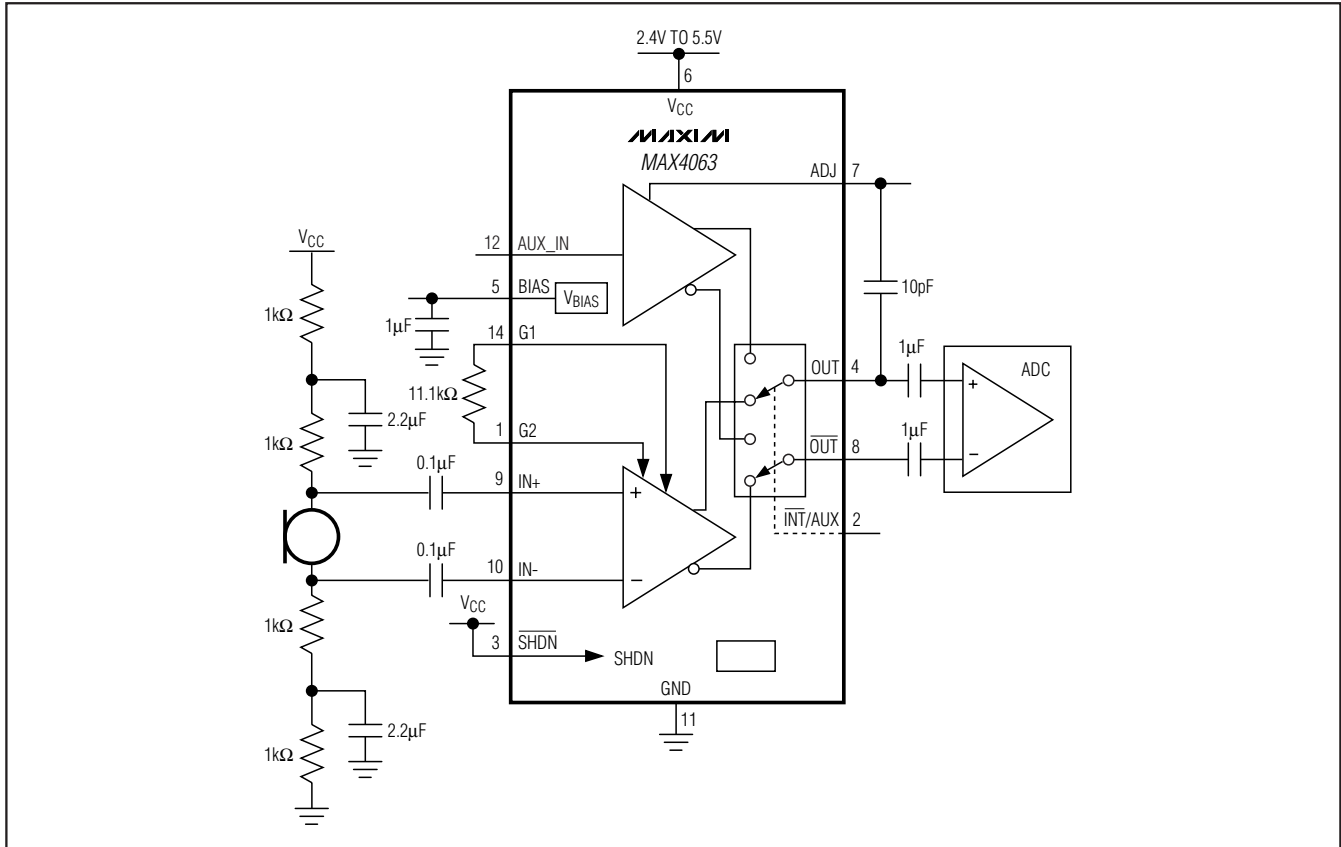 2.4V TO 5.5V
6
VCC
MAXIM
MAX4063
ADJ 7
VCC
12 AUX_IN
5 BIAS
VBIAS
10pF
1kΩ
1μF
14 G1
1μF
OUT 4
ADC
11.1kΩ
2.2μF
1kΩ
+
1 G2
1μF
OUT 8
−
0.1μF
9 IN+
+
INT/AUX 2
0.1μF
10 IN-
−
VCC
1kΩ
3 SHDN
SHDN
GND
11
2.2μF
1kΩ